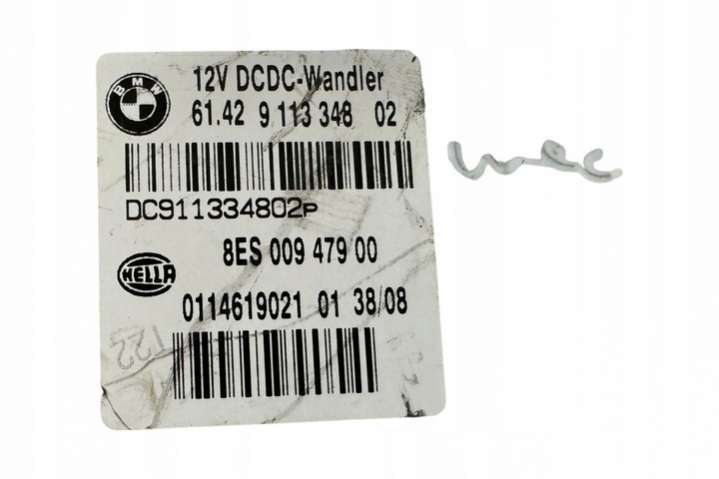 BMW
12V DCDC-Wandler
61.42 9 113 348 02
DC911334802P
8ES 009 479 00
HELLA
0114619021 01 38/08
T22